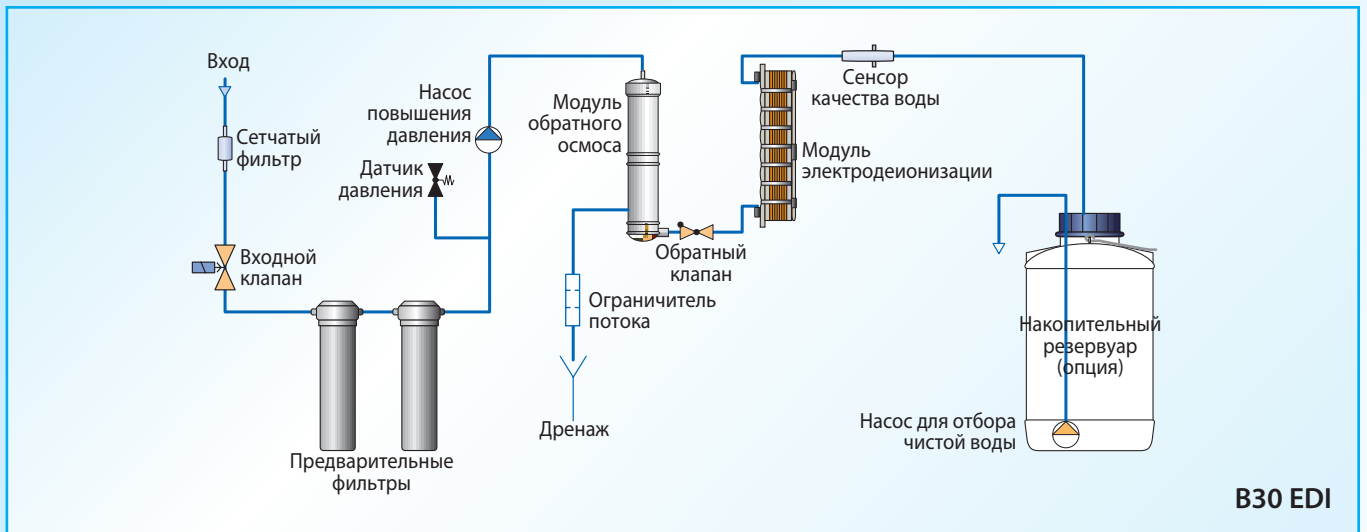 Вход
Сетчатый
фильтр
Входной
клапан
Предварительные
фильтры
Датчик
давления
Насос
повышения
давления
Модуль
обратного
осмоса
Ограничитель
потока
Дренаж
Обратный
клапан
Модуль
электродеионизации
Сенсор
качества воды
Накопительный
резервуар
(опция)
Насос для отбора
чистой воды
B30 EDI